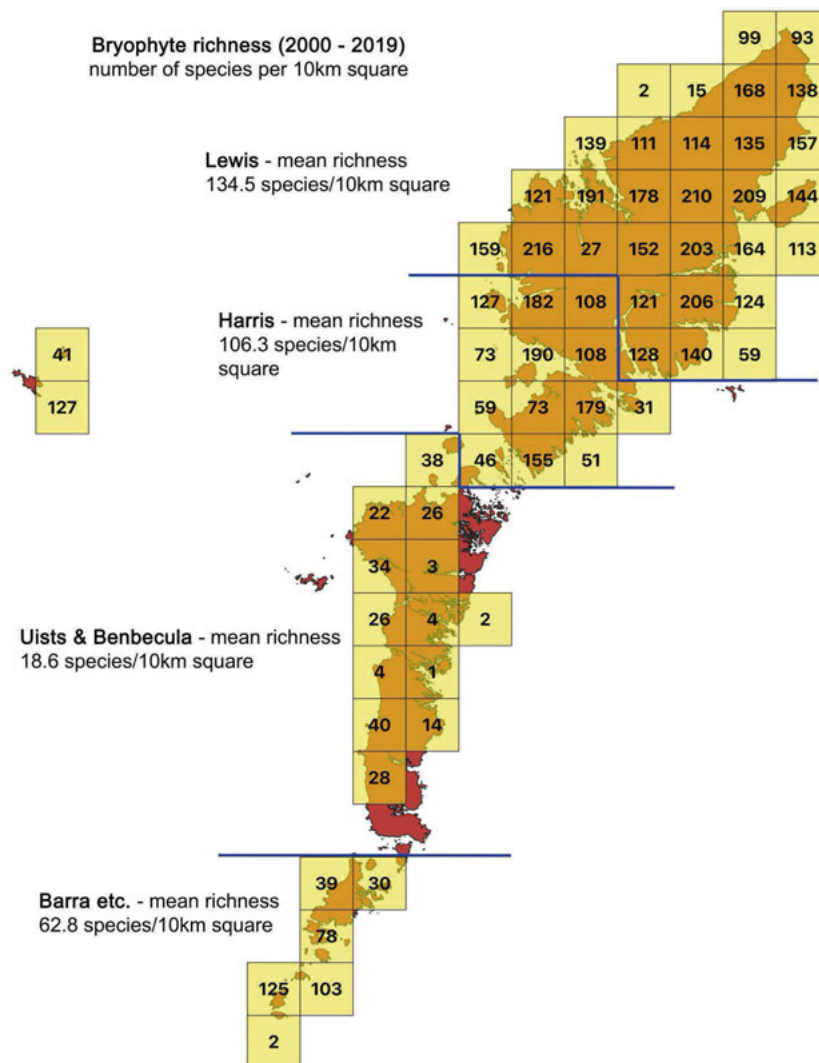 Bryophyte richness (2000 - 2019)
number of species per 10km square
99 93
2 15 168 138
139 111 114 135 157
Lewis - mean richness
134.5 species/10km square
121 191 178 210 209 144
159 216 27 152 203 164 113
127 182 108 121 206 124
Harris - mean richness
106.3 species/10km
square
41
73 190 108 128 140 59
127
59 73 179 31
38 46 155 51
22 26
34 3
26 4 2
Uists & Benbecula - mean richness
18.6 species/10km square
4 1
40 14
28
39 30
Barra etc. - mean richness
62.8 species/10km square
78
125 103
2